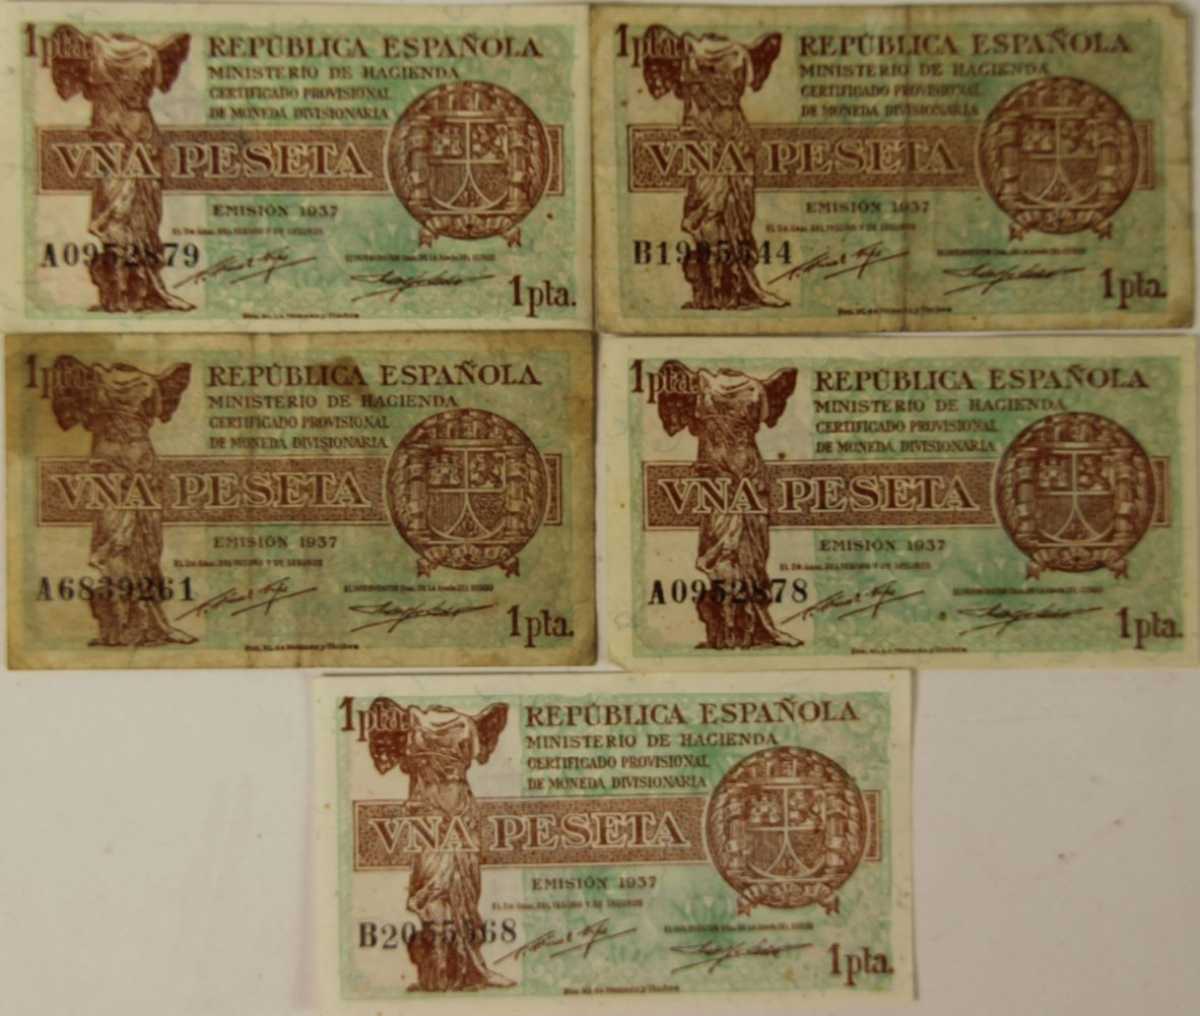 1pta.
REPÚBLICA ESPAÑOLA
MINISTERIO DE HACIENDA
CERTIFICADO PROVISIONAL
DE MONEDA DIVISIONARIA
VNA PESETA
EMISIÓN 1937
A0952879
1pta.
1pta.
REPÚBLICA ESPAÑOLA
MINISTERIO DE HACIENDA
CERTIFICADO PROVISIONAL
DE MONEDA DIVISIONARIA
VNA PESETA
EMISIÓN 1937
1pta.
1pta.
REPÚBLICA ESPAÑOLA
MINISTERIO DE HACIENDA
CERTIFICADO PROVISIONAL
DE MONEDA DIVISIONARIA
VNA PESETA
EMISIÓN 1937
A6839261
1pta.
1pta.
REPÚBLICA ESPAÑOLA
MINISTERIO DE HACIENDA
CERTIFICADO PROVISIONAL
DE MONEDA DIVISIONARIA
VNA PESETA
EMISIÓN 1937
A0952878
1pta.
1pta.
REPÚBLICA ESPAÑOLA
MINISTERIO DE HACIENDA
CERTIFICADO PROVISIONAL
DE MONEDA DIVISIONARIA
VNA PESETA
EMISIÓN 1937
1pta.